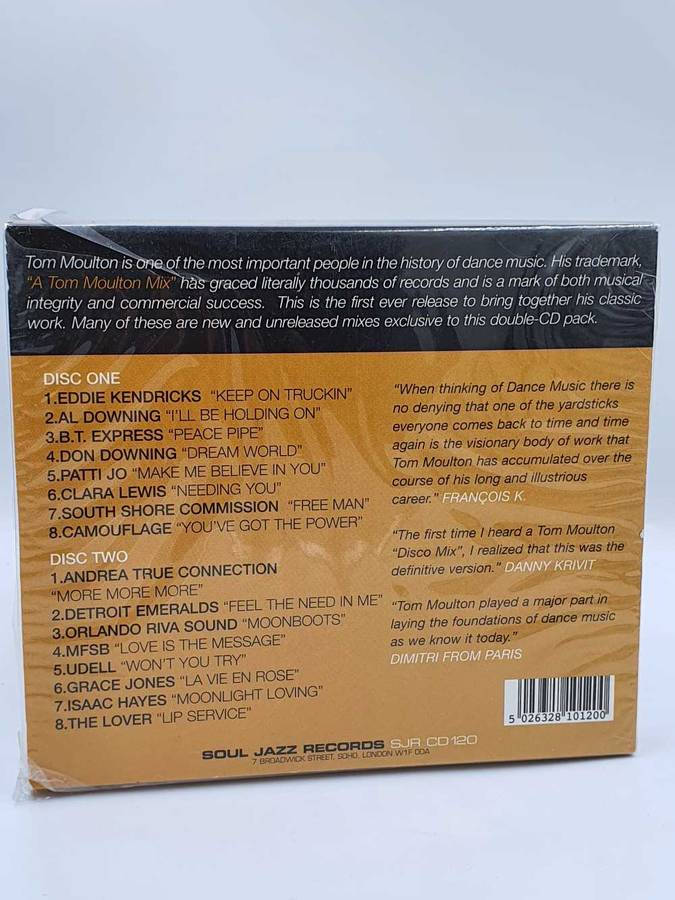 Tom Moulton is one of the most important people in the history of dance music. His trademark,
“A Tom Moulton Mix” has graced literally thousands of records and is a mark of both musical
integrity and commercial success. This is the first ever release to bring together his classic
work. Many of these are new and unreleased mixes exclusive to this double-CD pack.
DISC ONE
1.EDDIE KENDRICKS “KEEP ON TRUCKIN”
2.AL DOWNING “I’LL BE HOLDING ON”
3.B.T. EXPRESS “PEACE PIPE”
4.DON DOWNING “DREAM WORLD”
5.PATTI JO “MAKE ME BELIEVE IN YOU”
6.CLARA LEWIS “NEEDING YOU”
7.SOUTH SHORE COMMISSION “FREE MAN”
8.CAMOUFLAGE “YOU’VE GOT THE POWER”
DISC TWO
1.ANDREA TRUE CONNECTION
“MORE MORE MORE”
2.DETROIT EMERALDS “FEEL THE NEED IN ME”
3.ORLANDO RIVA SOUND “MOONBOOTS”
4.MFSB “LOVE IS THE MESSAGE”
5.UDELL “WON’T YOU TRY”
6.GRACE JONES “LA VIE EN ROSE”
7.ISAAC HAYES “MOONLIGHT LOVING”
8.THE LOVER “LIP SERVICE”
“When thinking of Dance Music there is
no denying that one of the yardsticks
everyone comes back to time and time
again is the visionary body of work that
Tom Moulton has accumulated over the
course of his long and illustrious
career.” FRANÇOIS K.
“The first time I heard a Tom Moulton
“Disco Mix”, I realized that this was the
definitive version.” DANNY KRIVIT
“Tom Moulton played a major part in
laying the foundations of dance music
as we know it today.”
DIMITRI FROM PARIS
5 026328 101200
SOUL JAZZ RECORDS SJR CD120
7 BROADWICK STREET, SOHO, LONDON W1F 0DA